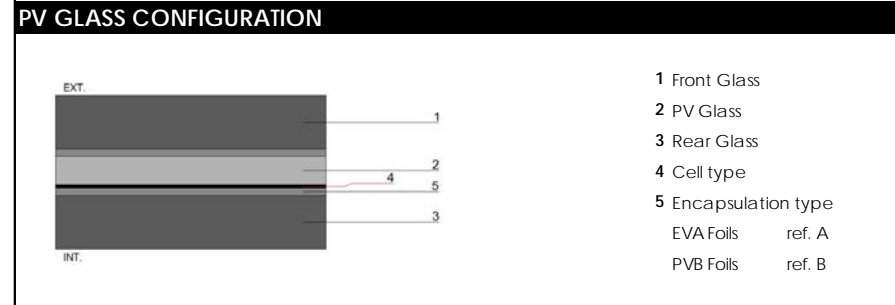 PV GLASS CONFIGURATION
EXT.
1
2
4
5
3
INT.
1 Front Glass
2 PV Glass
3 Rear Glass
4 Cell type
5 Encapsulation type
EVA Foils ref. A
PVB Foils ref. B